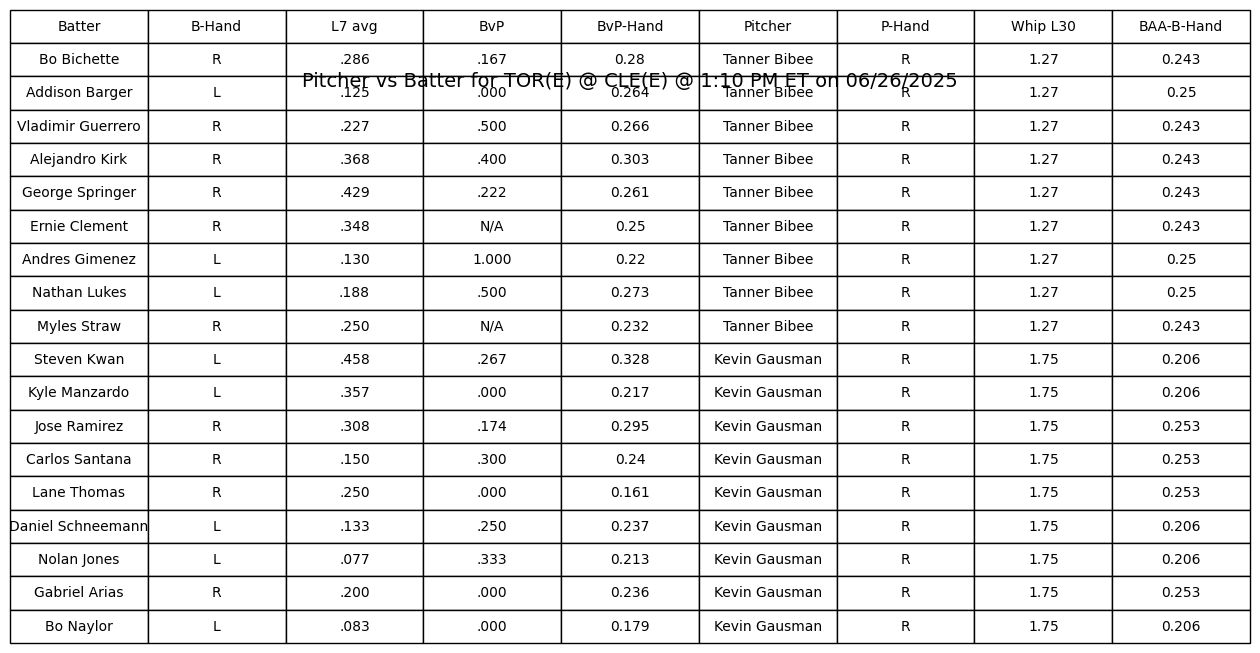 Batter B-Hand L7 avg BvP BvP-Hand Pitcher P-Hand Whip L30 BAA-B-Hand
Bo Bichette R .286 .167 0.28 Tanner Bibee R 1.27 0.243
Pitcher vs Batter for TOR(E) @ CLE(E) @ 1:10 PM ET on 06/26/2025
Addison Barger L .125 .000 0.264 Tanner Bibee R 1.27 0.25
Vladimir Guerrero R .227 .500 0.266 Tanner Bibee R 1.27 0.243
Alejandro Kirk R .368 .400 0.303 Tanner Bibee R 1.27 0.243
George Springer R .429 .222 0.261 Tanner Bibee R 1.27 0.243
Ernie Clement R .348 N/A 0.25 Tanner Bibee R 1.27 0.243
Andres Gimenez L .130 1.000 0.22 Tanner Bibee R 1.27 0.25
Nathan Lukes L .188 .500 0.273 Tanner Bibee R 1.27 0.25
Myles Straw R .250 N/A 0.232 Tanner Bibee R 1.27 0.243
Steven Kwan L .458 .267 0.328 Kevin Gausman R 1.75 0.206
Kyle Manzardo L .357 .000 0.217 Kevin Gausman R 1.75 0.206
Jose Ramirez R .308 .174 0.295 Kevin Gausman R 1.75 0.253
Carlos Santana R .150 .300 0.24 Kevin Gausman R 1.75 0.253
Lane Thomas R .250 .000 0.161 Kevin Gausman R 1.75 0.253
Daniel Schneemann L .133 .250 0.237 Kevin Gausman R 1.75 0.206
Nolan Jones L .077 .333 0.213 Kevin Gausman R 1.75 0.206
Gabriel Arias R .200 .000 0.236 Kevin Gausman R 1.75 0.253
Bo Naylor L .083 .000 0.179 Kevin Gausman R 1.75 0.206